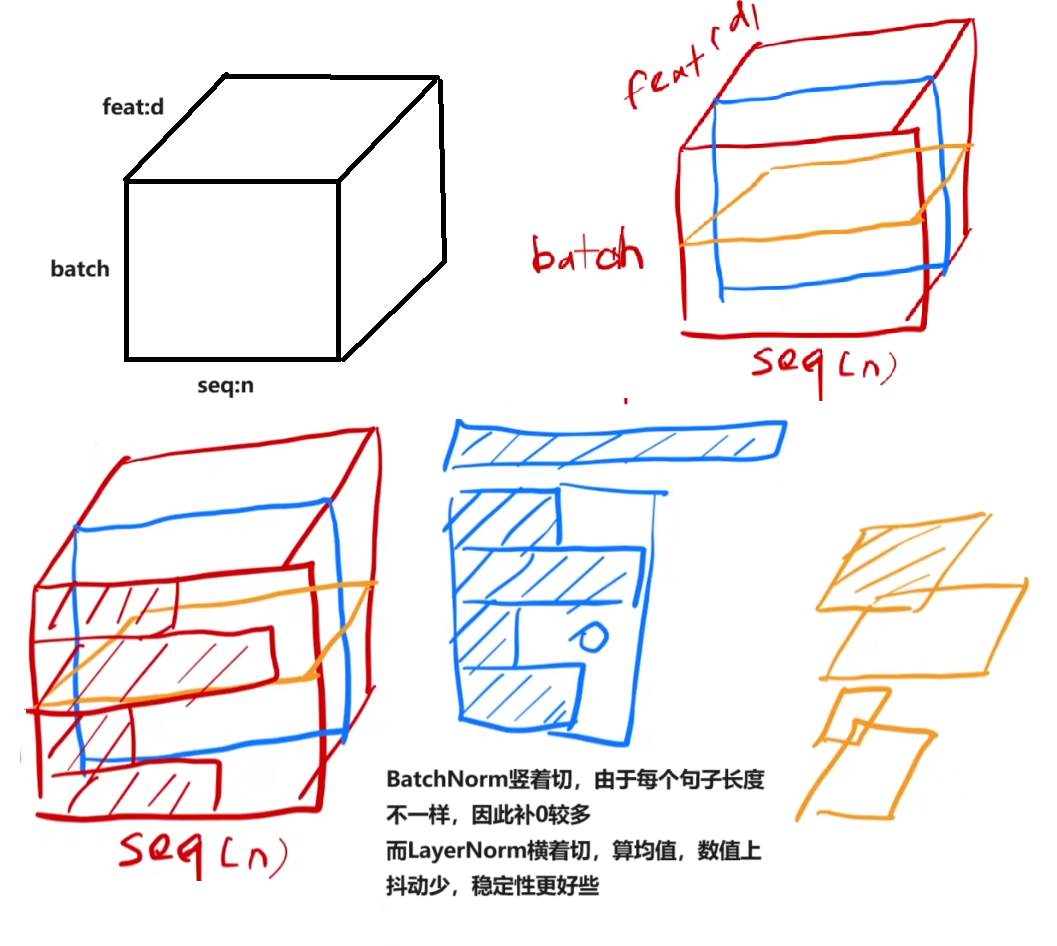 feat:d
batch
seq:n
feat(d)
batch
seq(n)
seq(n)
0
BatchNorm竖着切，由于每个句子长度
不一样，因此补0较多
而LayerNorm横着切，算均值，数值上
抖动少，稳定性更好些